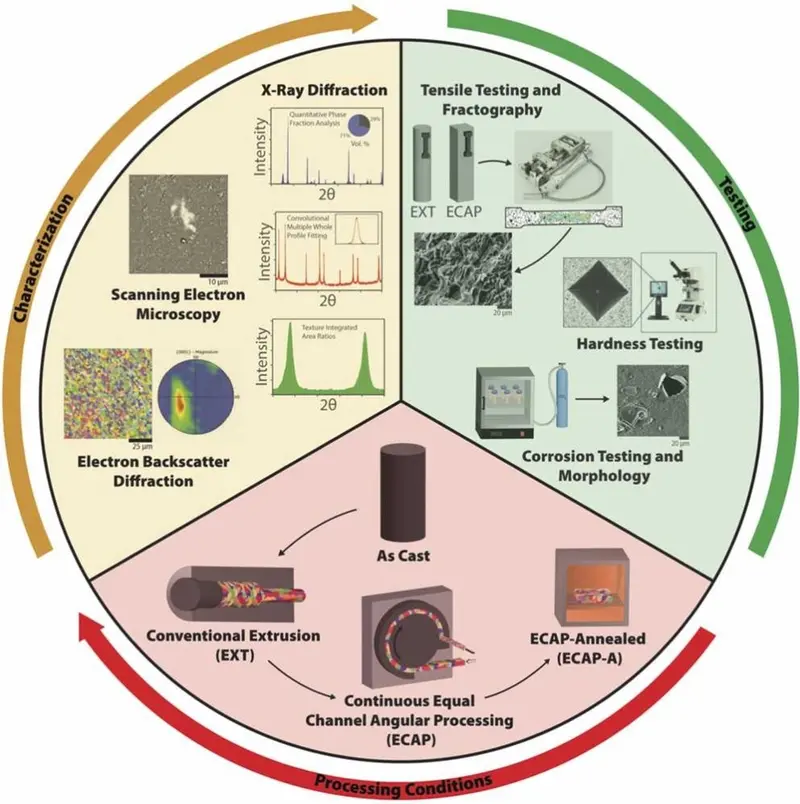 Characterization
X-Ray Diffraction
Intensity
Quantitative Phase
Fraction Analysis
29%
71%
Vol. %
2θ
Intensity
Convolutional
Multiple Whole
Profile Fitting
2θ
Intensity
Texture Integrated
Area Ratios
2θ
10 µm
Scanning Electron
Microscopy
(0001) - Magnesium
25 µm
Electron Backscatter
Diffraction
Testing
Tensile Testing and
Fractography
EXT
ECAP
20 µm
Hardness Testing
20 µm
Corrosion Testing and
Morphology
As Cast
Conventional Extrusion
(EXT)
Continuous Equal
Channel Angular Processing
(ECAP)
ECAP-Annealed
(ECAP-A)
Processing Conditions